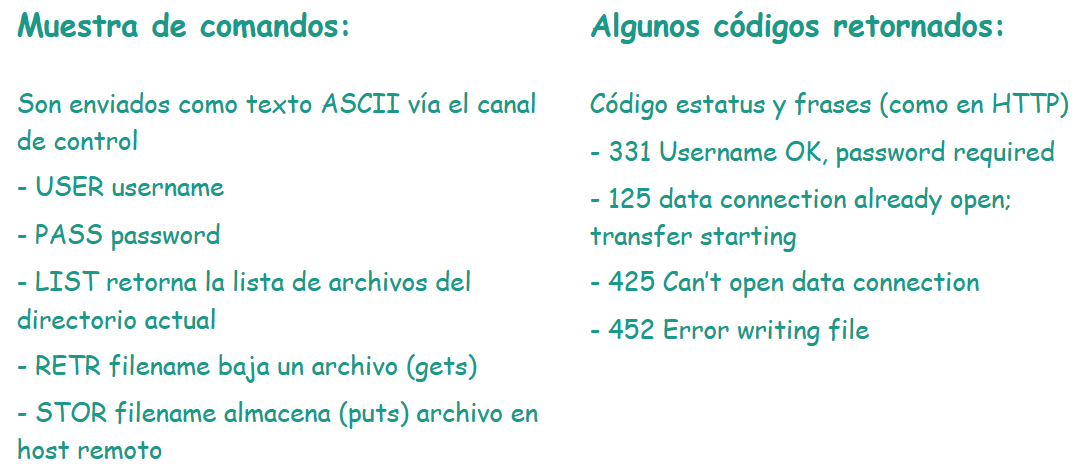 Muestra de comandos:
Son enviados como texto ASCII vía el canal
de control
- USER username
- PASS password
- LIST retorna la lista de archivos del
directorio actual
- RETR filename baja un archivo (gets)
- STOR filename almacena (puts) archivo en
host remoto
Algunos códigos retornados:
Código estatus y frases (como en HTTP)
- 331 Username OK, password required
- 125 data connection already open;
transfer starting
- 425 Can’t open data connection
- 452 Error writing file